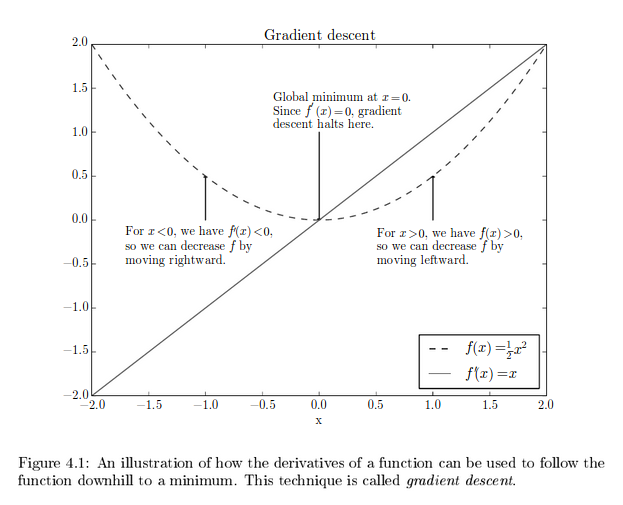 Gradient descent
2.0
1.5
1.0
0.5
0.0
−0.5
−1.0
−1.5
−2.0
Global minimum at x=0.
Since f′(x)=0, gradient
descent halts here.
For x<0, we have f′(x)<0,
so we can decrease f by
moving rightward.
For x>0, we have f′(x)>0,
so we can decrease f by
moving leftward.
f(x)=½x²
f′(x)=x
−2.0 −1.5 −1.0 −0.5 0.0 0.5 1.0 1.5 2.0
x
Figure 4.1: An illustration of how the derivatives of a function can be used to follow the
function downhill to a minimum. This technique is called gradient descent.